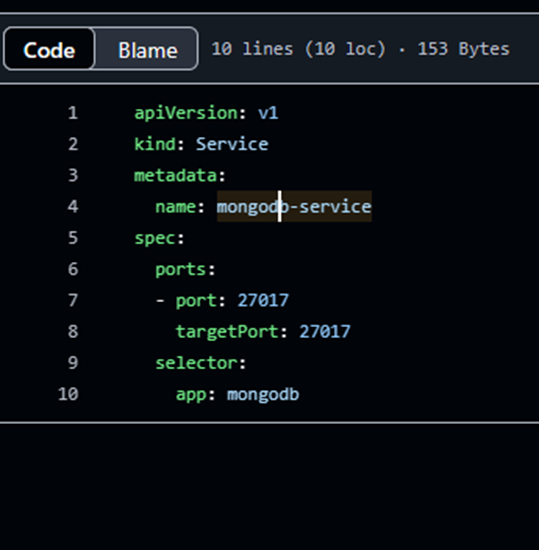 Code Blame 10 lines (10 loc) · 153 Bytes
1 apiVersion: v1
2 kind: Service
3 metadata:
4   name: mongodb-service
5 spec:
6   ports:
7   - port: 27017
8     targetPort: 27017
9   selector:
10     app: mongodb